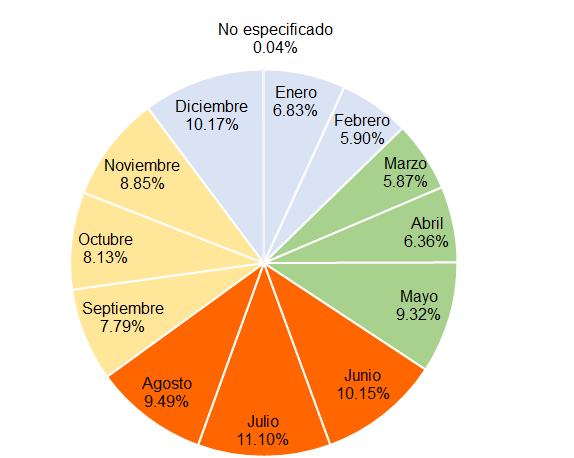 No especificado
0.04%
Enero
6.83%
Febrero
5.90%
Marzo
5.87%
Abril
6.36%
Mayo
9.32%
Junio
10.15%
Julio
11.10%
Agosto
9.49%
Septiembre
7.79%
Octubre
8.13%
Noviembre
8.85%
Diciembre
10.17%